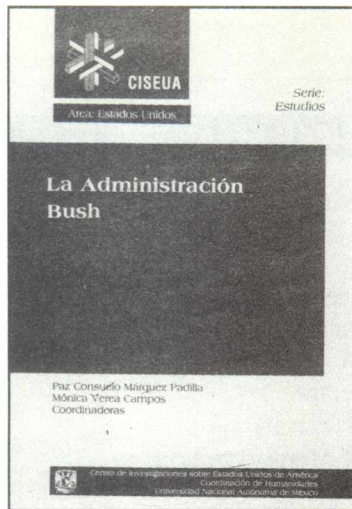 CISEUA
Area: Estados Unidos
Serie:
Estudios
La Administración
Bush
Paz Consuelo Márquez Padilla
Mónica Verea Campos
Coordinadoras
Centro de Investigaciones sobre Estados Unidos de América
Coordinación de Humanidades
Universidad Nacional Autónoma de México